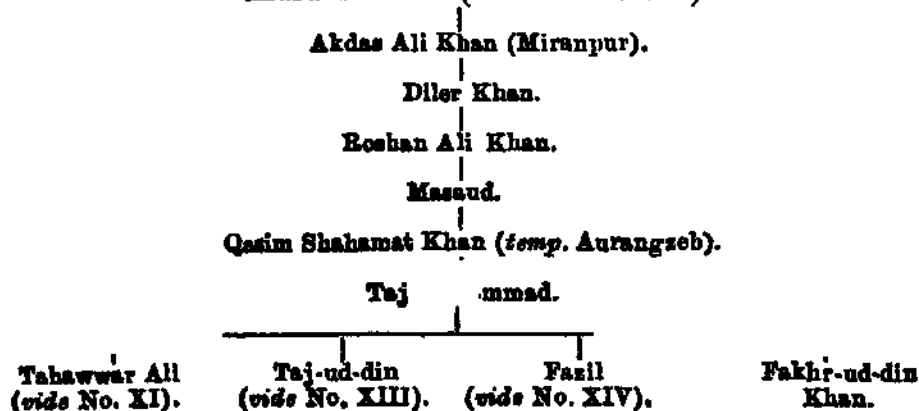 Akdas Ali Khan (Miranpur).
Diler Khan.
Roshan Ali Khan.
Masaud.
Qasim Shahamat Khan (temp. Aurangzeb).
Taj mmad.
Tahawwar Ali Taj-ud-din Fazil Fakhr-ud-din
(vide No. XI). (vide No. XIII). (vide No. XIV). Khan.